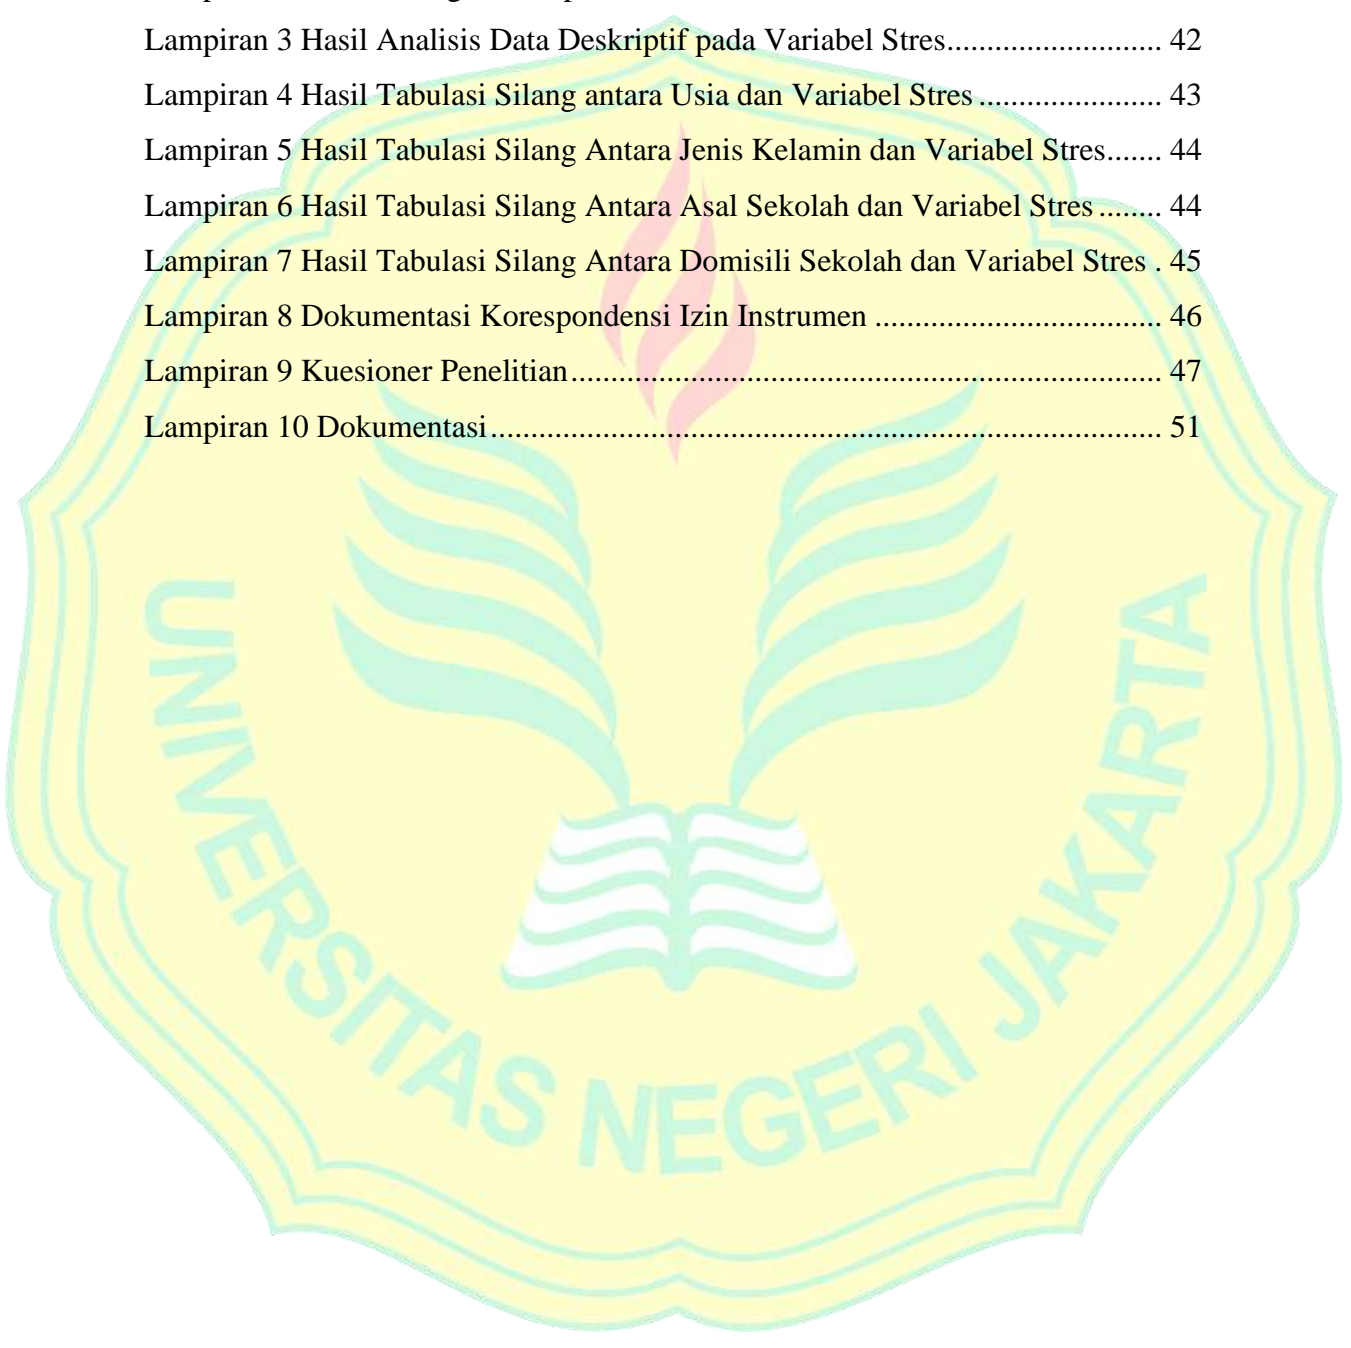 Lampiran 3 Hasil Analisis Data Deskriptif pada Variabel Stres........................... 42
Lampiran 4 Hasil Tabulasi Silang antara Usia dan Variabel Stres ....................... 43
Lampiran 5 Hasil Tabulasi Silang Antara Jenis Kelamin dan Variabel Stres....... 44
Lampiran 6 Hasil Tabulasi Silang Antara Asal Sekolah dan Variabel Stres ........ 44
Lampiran 7 Hasil Tabulasi Silang Antara Domisili Sekolah dan Variabel Stres . 45
Lampiran 8 Dokumentasi Korespondensi Izin Instrumen .................................... 46
Lampiran 9 Kuesioner Penelitian.......................................................................... 47
Lampiran 10 Dokumentasi.................................................................................... 51
UNIVERSITAS NEGERI JAKARTA